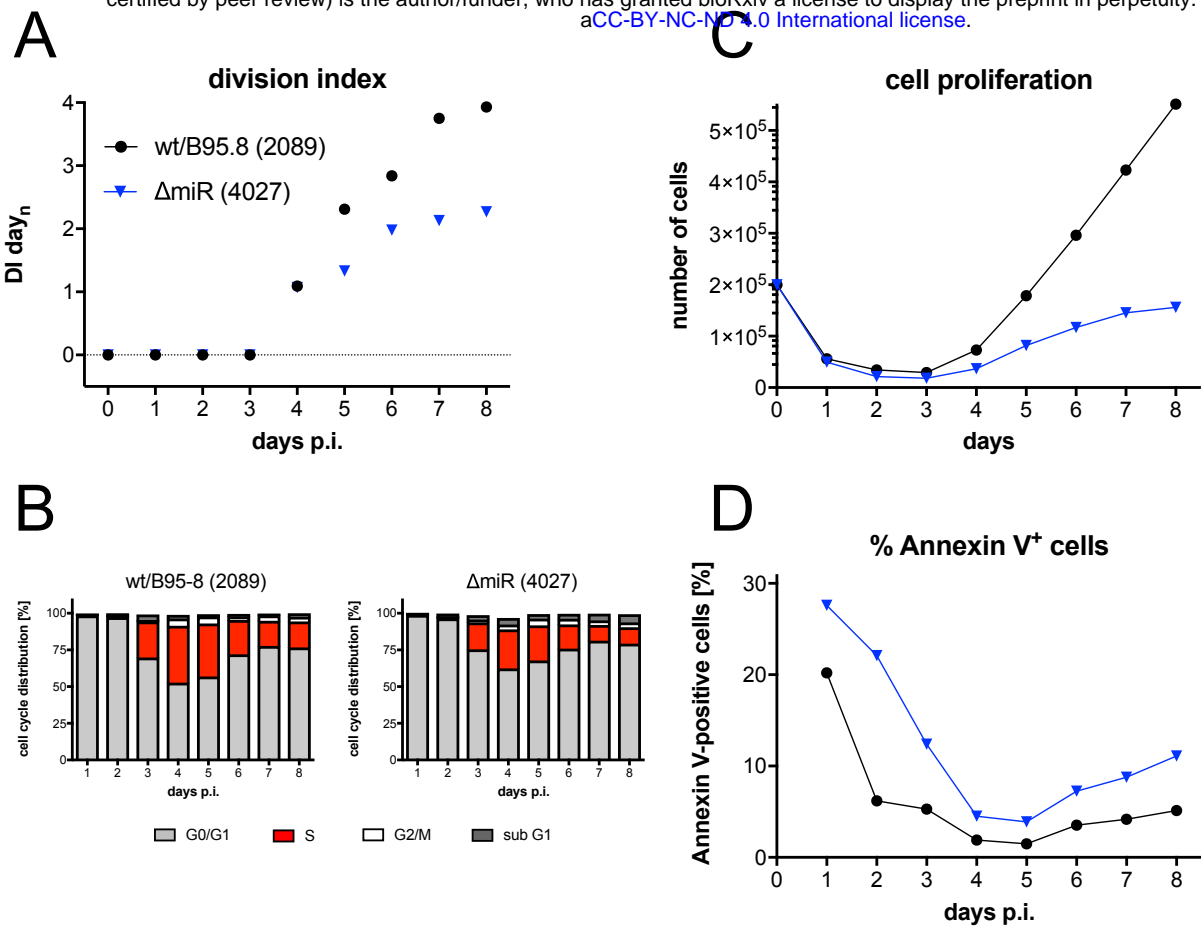 certified by peer review) is the author/funder, who has granted bioRxiv a license to display the preprint in perpetuity.
aCC-BY-NC-ND 4.0 International license.
A
division index
4
3
2
1
0
DI dayn
wt/B95.8 (2089)
ΔmiR (4027)
0 1 2 3 4 5 6 7 8
days p.i.
C
cell proliferation
5×10⁵
4×10⁵
3×10⁵
2×10⁵
1×10⁵
0
number of cells
0 1 2 3 4 5 6 7 8
days
B
wt/B95-8 (2089)
100
75
50
25
0
cell cycle distribution [%]
1 2 3 4 5 6 7 8
days p.i.
ΔmiR (4027)
100
75
50
25
0
cell cycle distribution [%]
1 2 3 4 5 6 7 8
days p.i.
G0/G1 S G2/M sub G1
D
% Annexin V⁺ cells
30
20
10
0
Annexin V-positive cells [%]
0 1 2 3 4 5 6 7 8
days p.i.